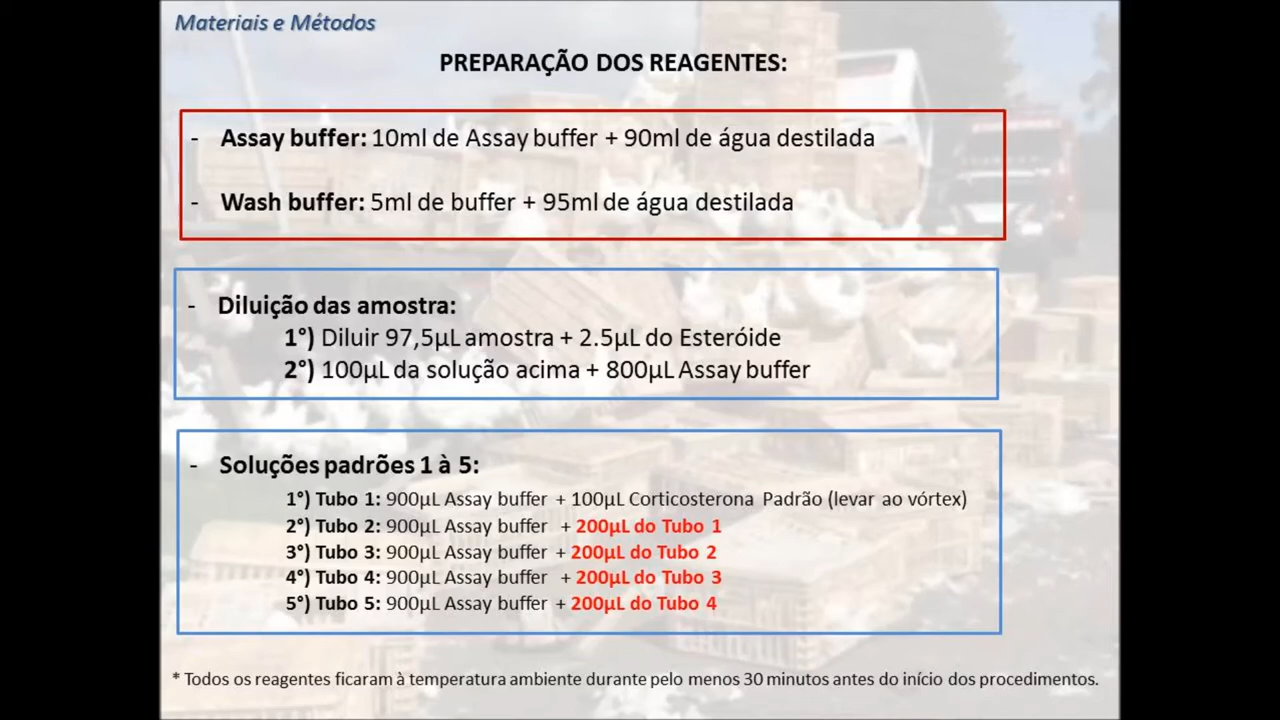 Materiais e Métodos
PREPARAÇÃO DOS REAGENTES:
- Assay buffer: 10ml de Assay buffer + 90ml de água destilada
- Wash buffer: 5ml de buffer + 95ml de água destilada
- Diluição das amostra:
1°) Diluir 97,5µL amostra + 2.5µL do Esteróide
2°) 100µL da solução acima + 800µL Assay buffer
- Soluções padrões 1 à 5:
1°) Tubo 1: 900µL Assay buffer + 100µL Corticosterona Padrão (levar ao vórtex)
2°) Tubo 2: 900µL Assay buffer + 200µL do Tubo 1
3°) Tubo 3: 900µL Assay buffer + 200µL do Tubo 2
4°) Tubo 4: 900µL Assay buffer + 200µL do Tubo 3
5°) Tubo 5: 900µL Assay buffer + 200µL do Tubo 4
* Todos os reagentes ficaram à temperatura ambiente durante pelo menos 30 minutos antes do início dos procedimentos.